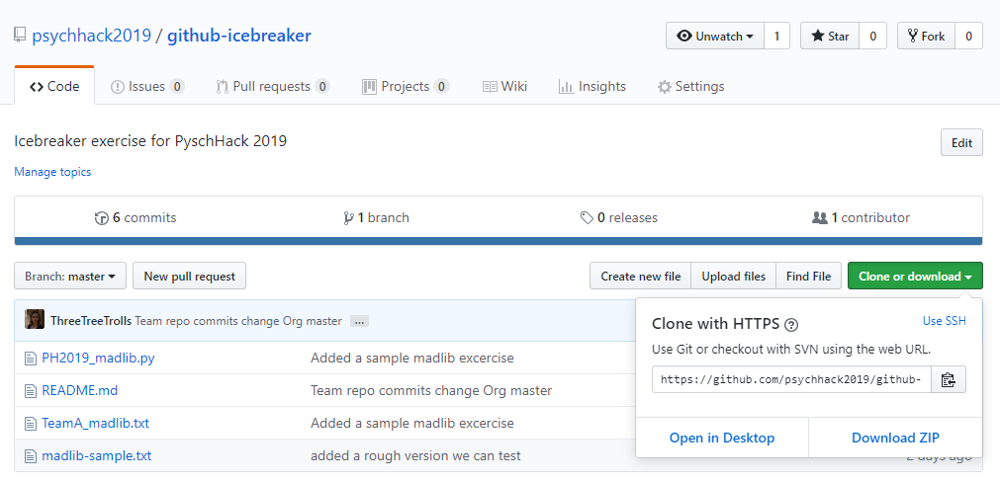 psychhack2019 / github-icebreaker
Unwatch 1 Star 0 Fork 0
Code Issues 0 Pull requests 0 Projects 0 Wiki Insights Settings
Icebreaker exercise for PyschHack 2019
Edit
Manage topics
6 commits 1 branch 0 releases 1 contributor
Branch: master New pull request Create new file Upload files Find File Clone or download
ThreeTreeTrolls Team repo commits change Org master ...
PH2019_madlib.py Added a sample madlib excercise
README.md Team repo commits change Org master
TeamA_madlib.txt Added a sample madlib excercise
madlib-sample.txt added a rough version we can test 2 days ago
Clone with HTTPS ?
Use SSH
Use Git or checkout with SVN using the web URL.
https://github.com/psychhack2019/github-
Open in Desktop Download ZIP